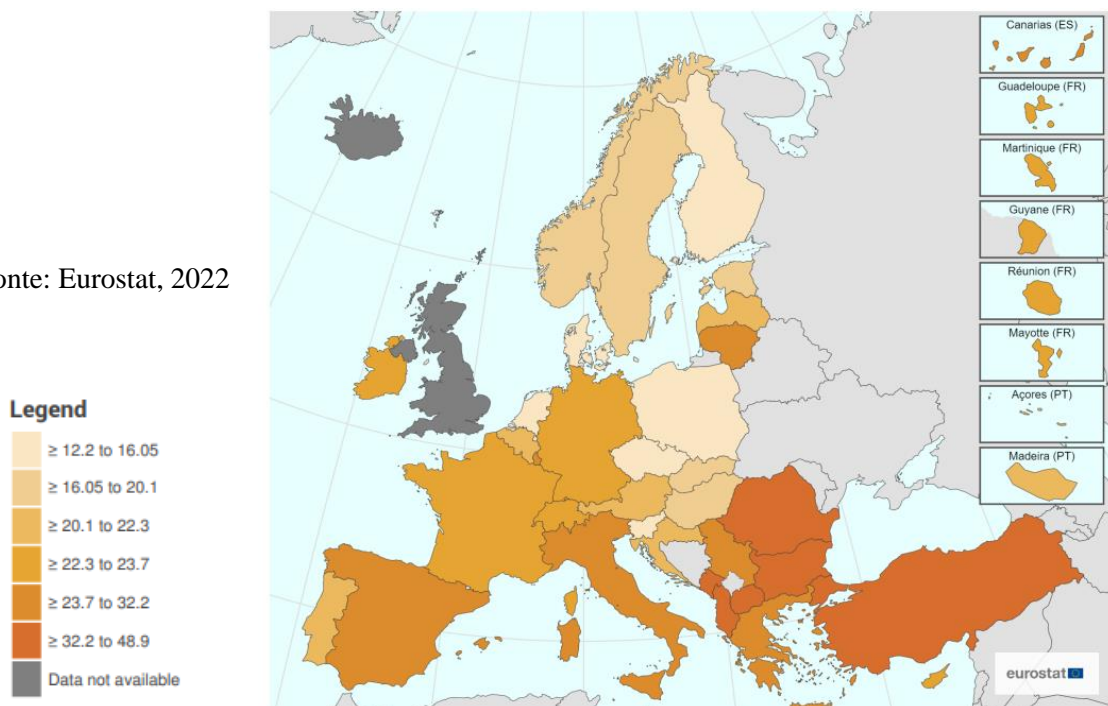 onte: Eurostat, 2022
Legend
≥ 12.2 to 16.05
≥ 16.05 to 20.1
≥ 20.1 to 22.3
≥ 22.3 to 23.7
≥ 23.7 to 32.2
≥ 32.2 to 48.9
Data not available
Canarias (ES)
Guadeloupe (FR)
Martinique (FR)
Guyane (FR)
Réunion (FR)
Mayotte (FR)
Açores (PT)
Madeira (PT)
eurostat